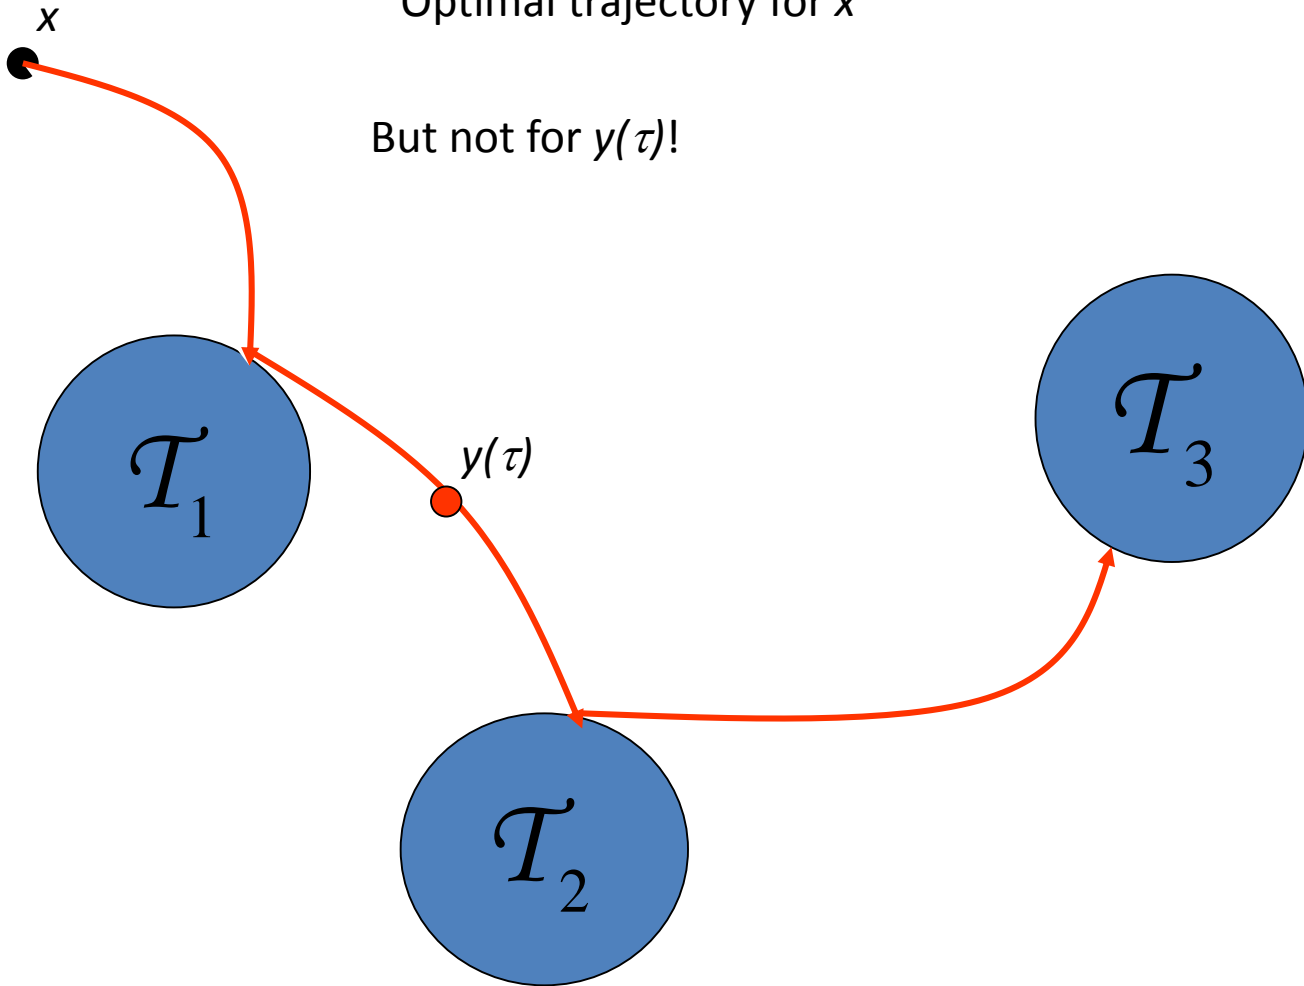 Optimal trajectory for x
x
But not for y(τ)!
𝒯3
y(τ)
𝒯1
𝒯2